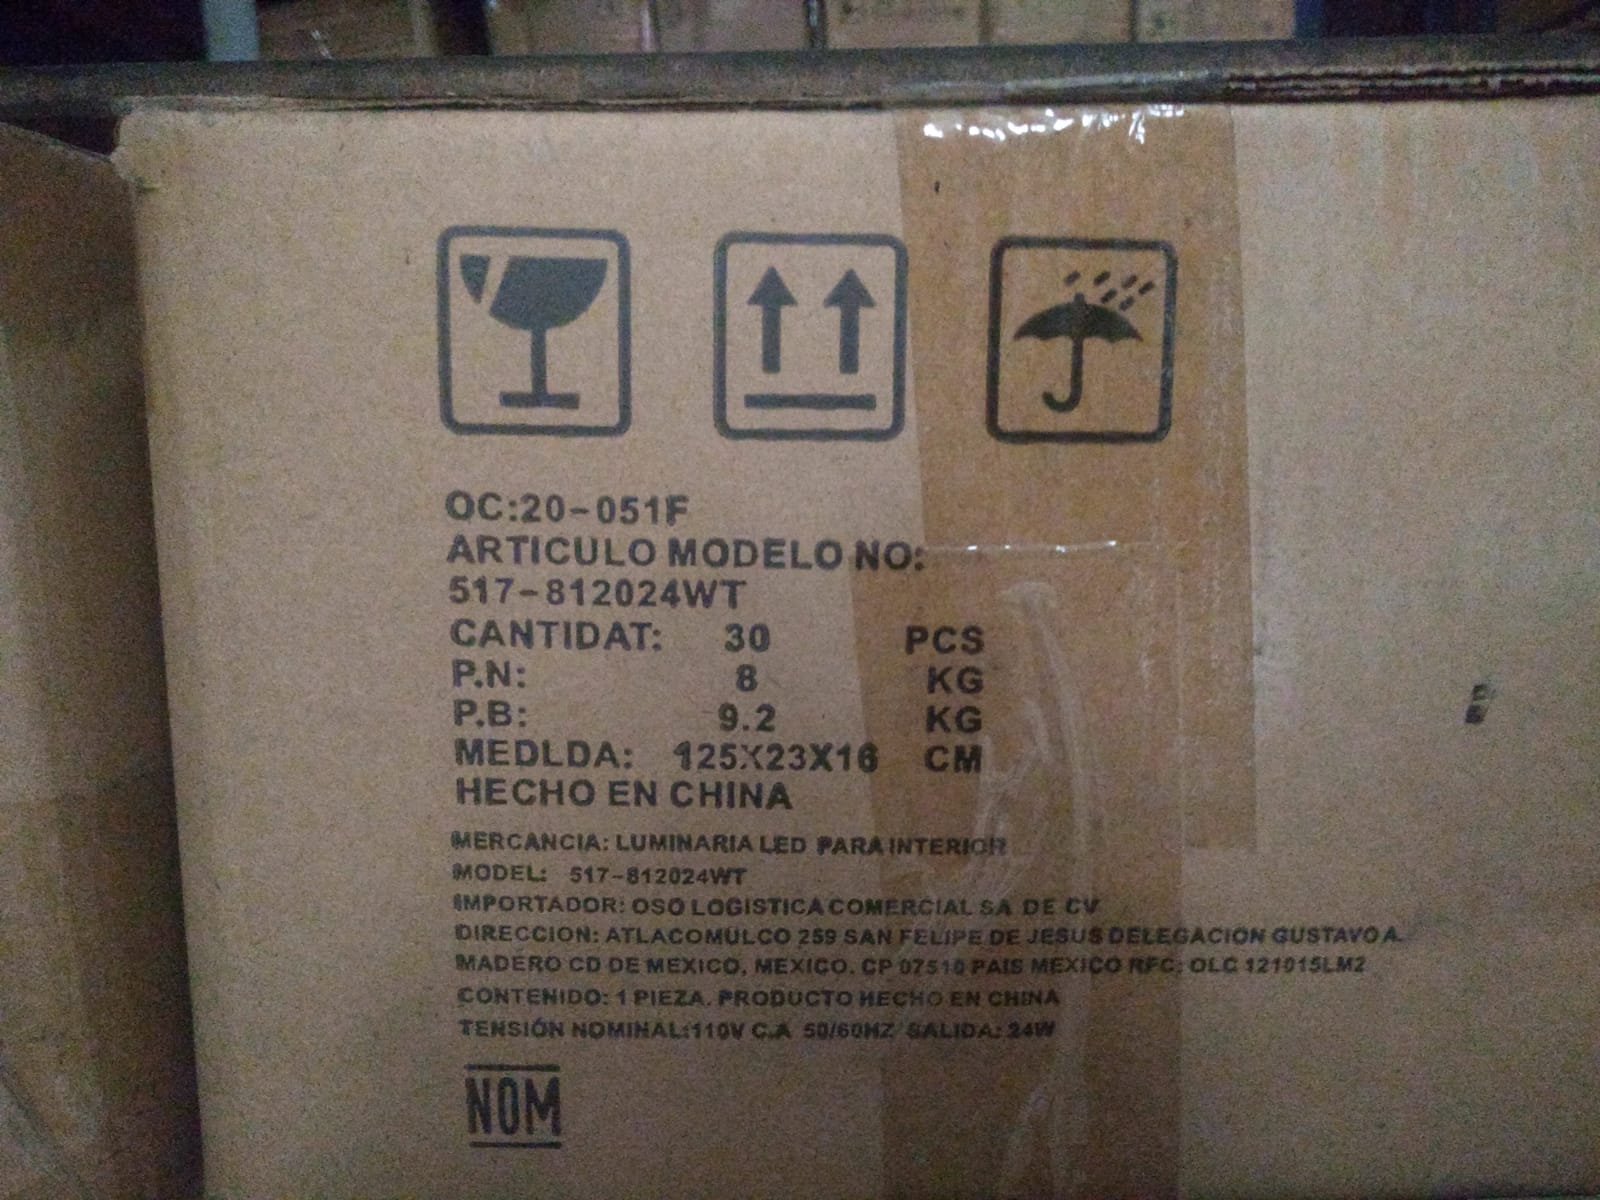 OC:20-051F
ARTICULO MODELO NO:
517-812024WT
CANTIDAT: 30 PCS
P.N: 8 KG
P.B: 9.2 KG
MEDLDA: 125X23X16 CM
HECHO EN CHINA
MERCANCIA: LUMINARIA LED PARA INTERIOR
MODEL: 517-812024WT
IMPORTADOR: OSO LOGISTICA COMERCIAL SA DE CV
DIRECCION: ATLACOMULCO 259 SAN FELIPE DE JESUS DELEGACION GUSTAVO A.
MADERO CD DE MEXICO, MEXICO. CP 07510 PAIS MEXICO RFC: OLC 121015LM2
CONTENIDO: 1 PIEZA. PRODUCTO HECHO EN CHINA
TENSIÓN NOMINAL:110V C.A 50/60HZ SALIDA: 24W
NOM